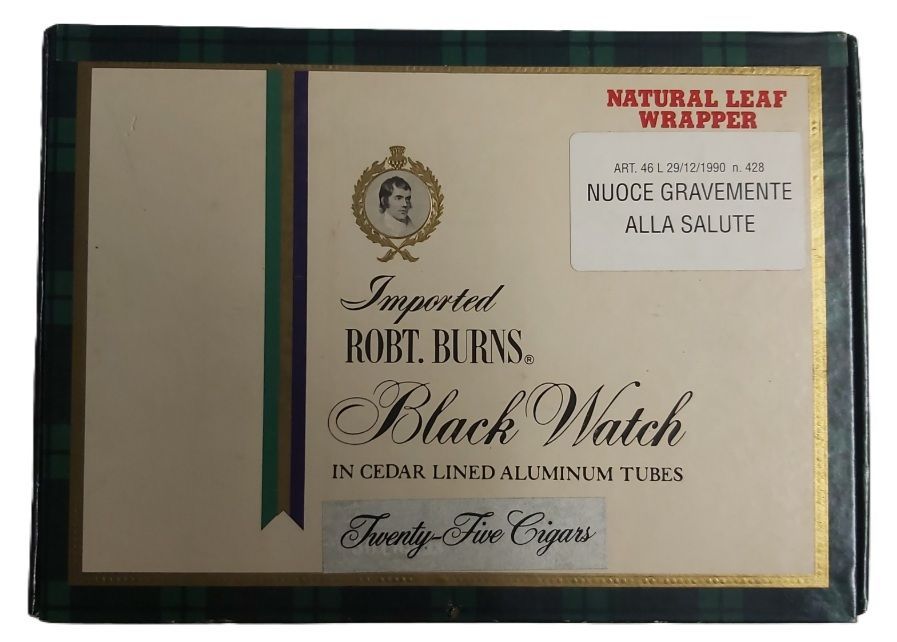 NATURAL LEAF
WRAPPER
ART. 46 L 29/12/1990 n. 428
NUOCE GRAVEMENTE
ALLA SALUTE
Imported
ROBT. BURNS®
Black Watch
IN CEDAR LINED ALUMINUM TUBES
Twenty-Five Cigars